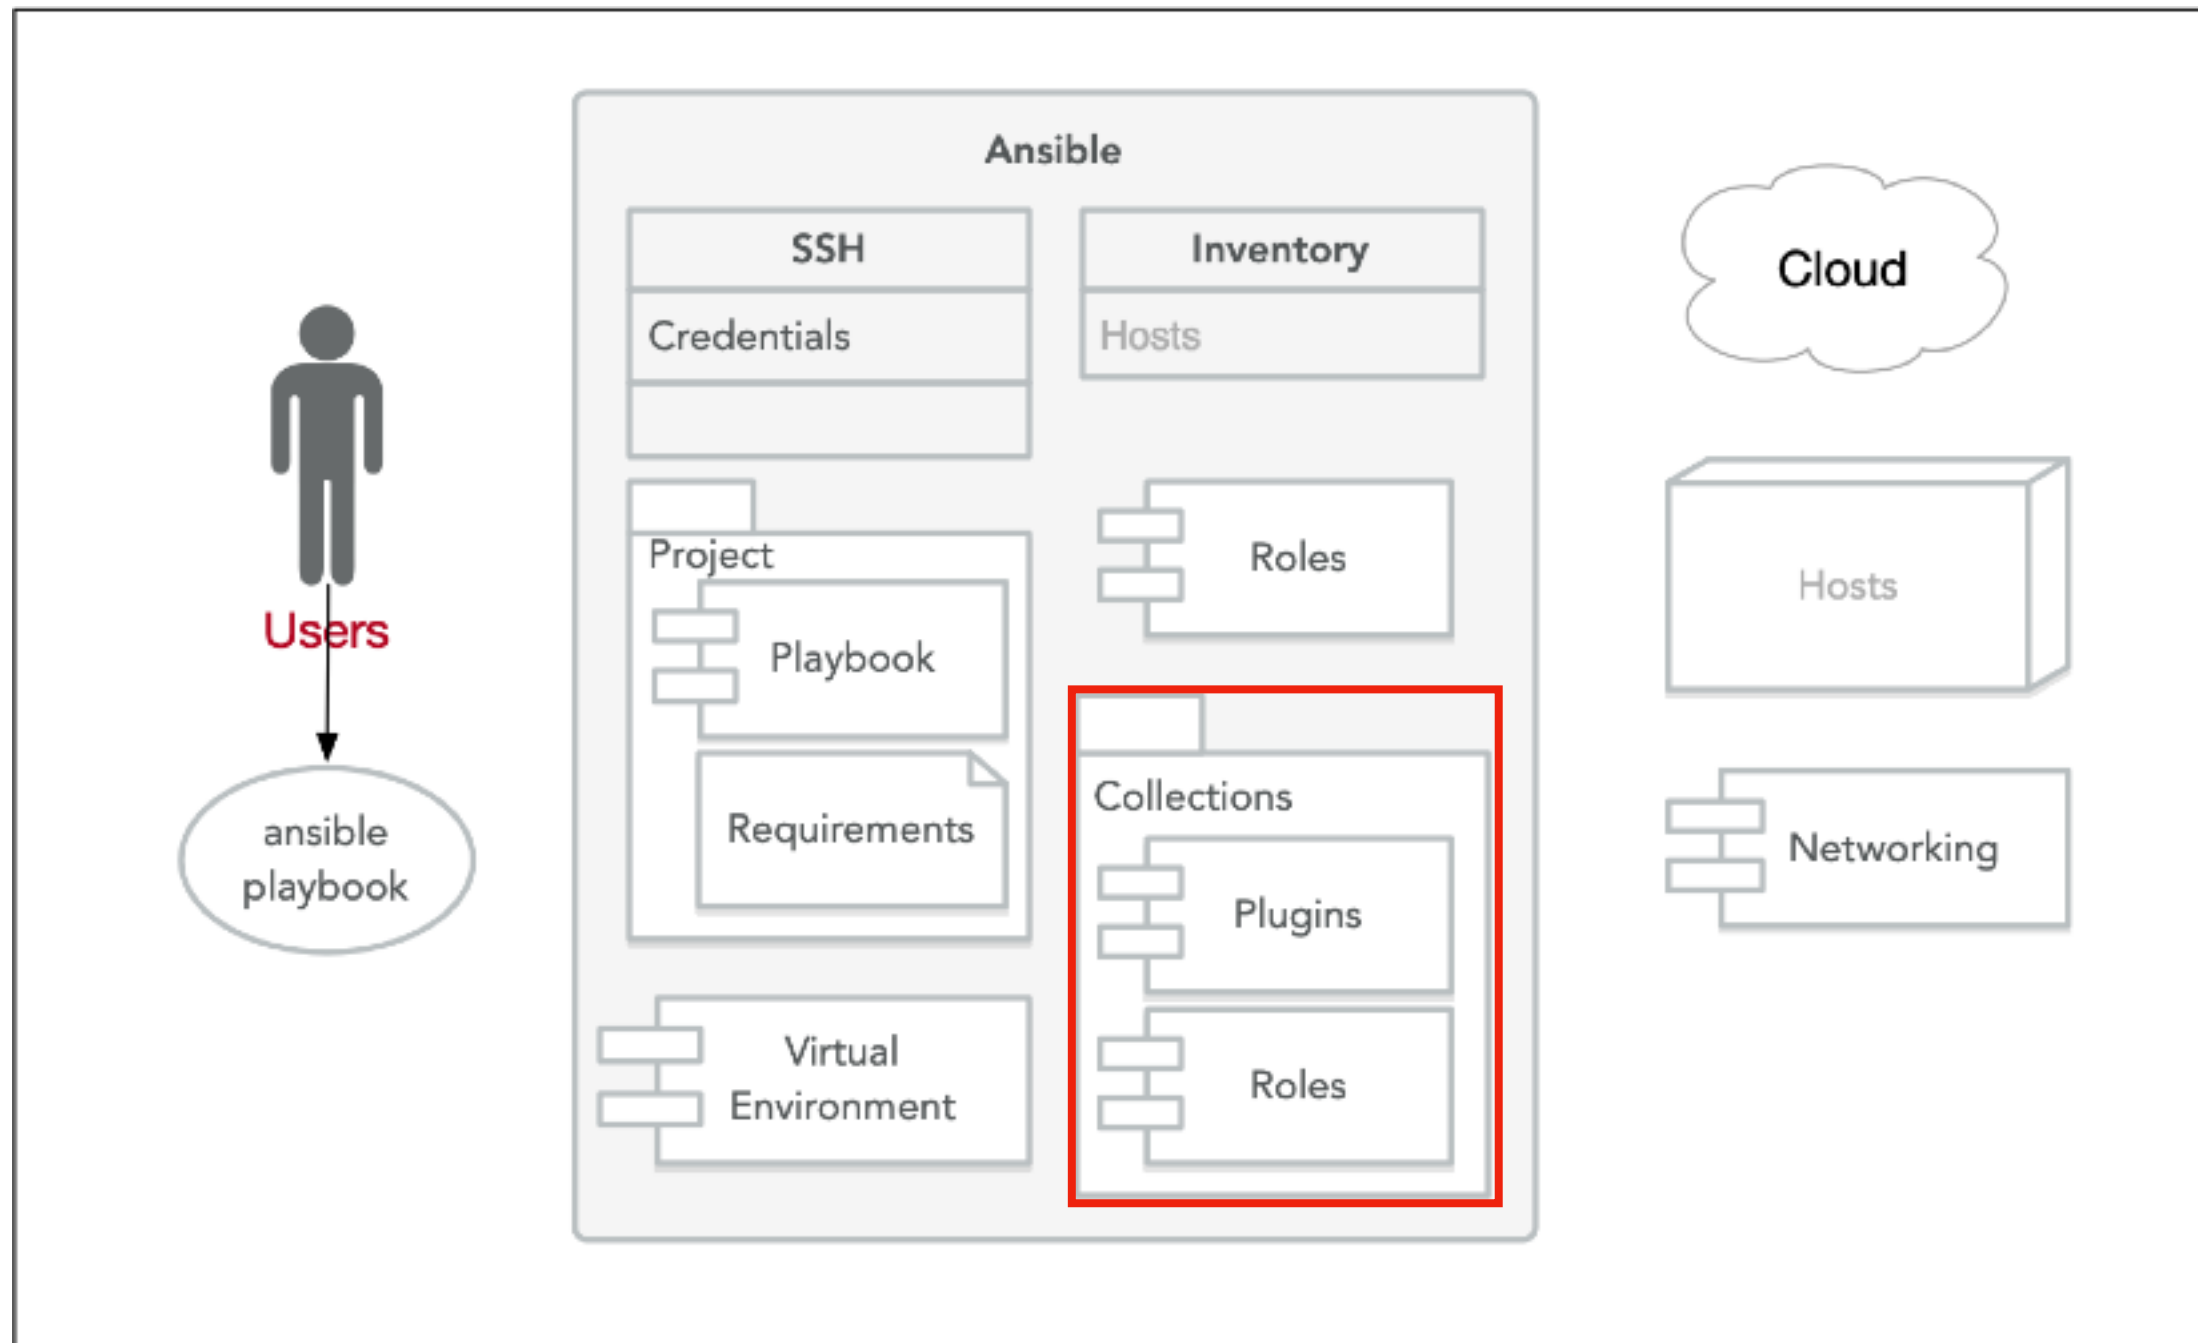 Ansible
SSH
Credentials
Inventory
Hosts
Project
Playbook
Requirements
Roles
Virtual
Environment
Collections
Plugins
Roles
Users
ansible
playbook
Cloud
Hosts
Networking